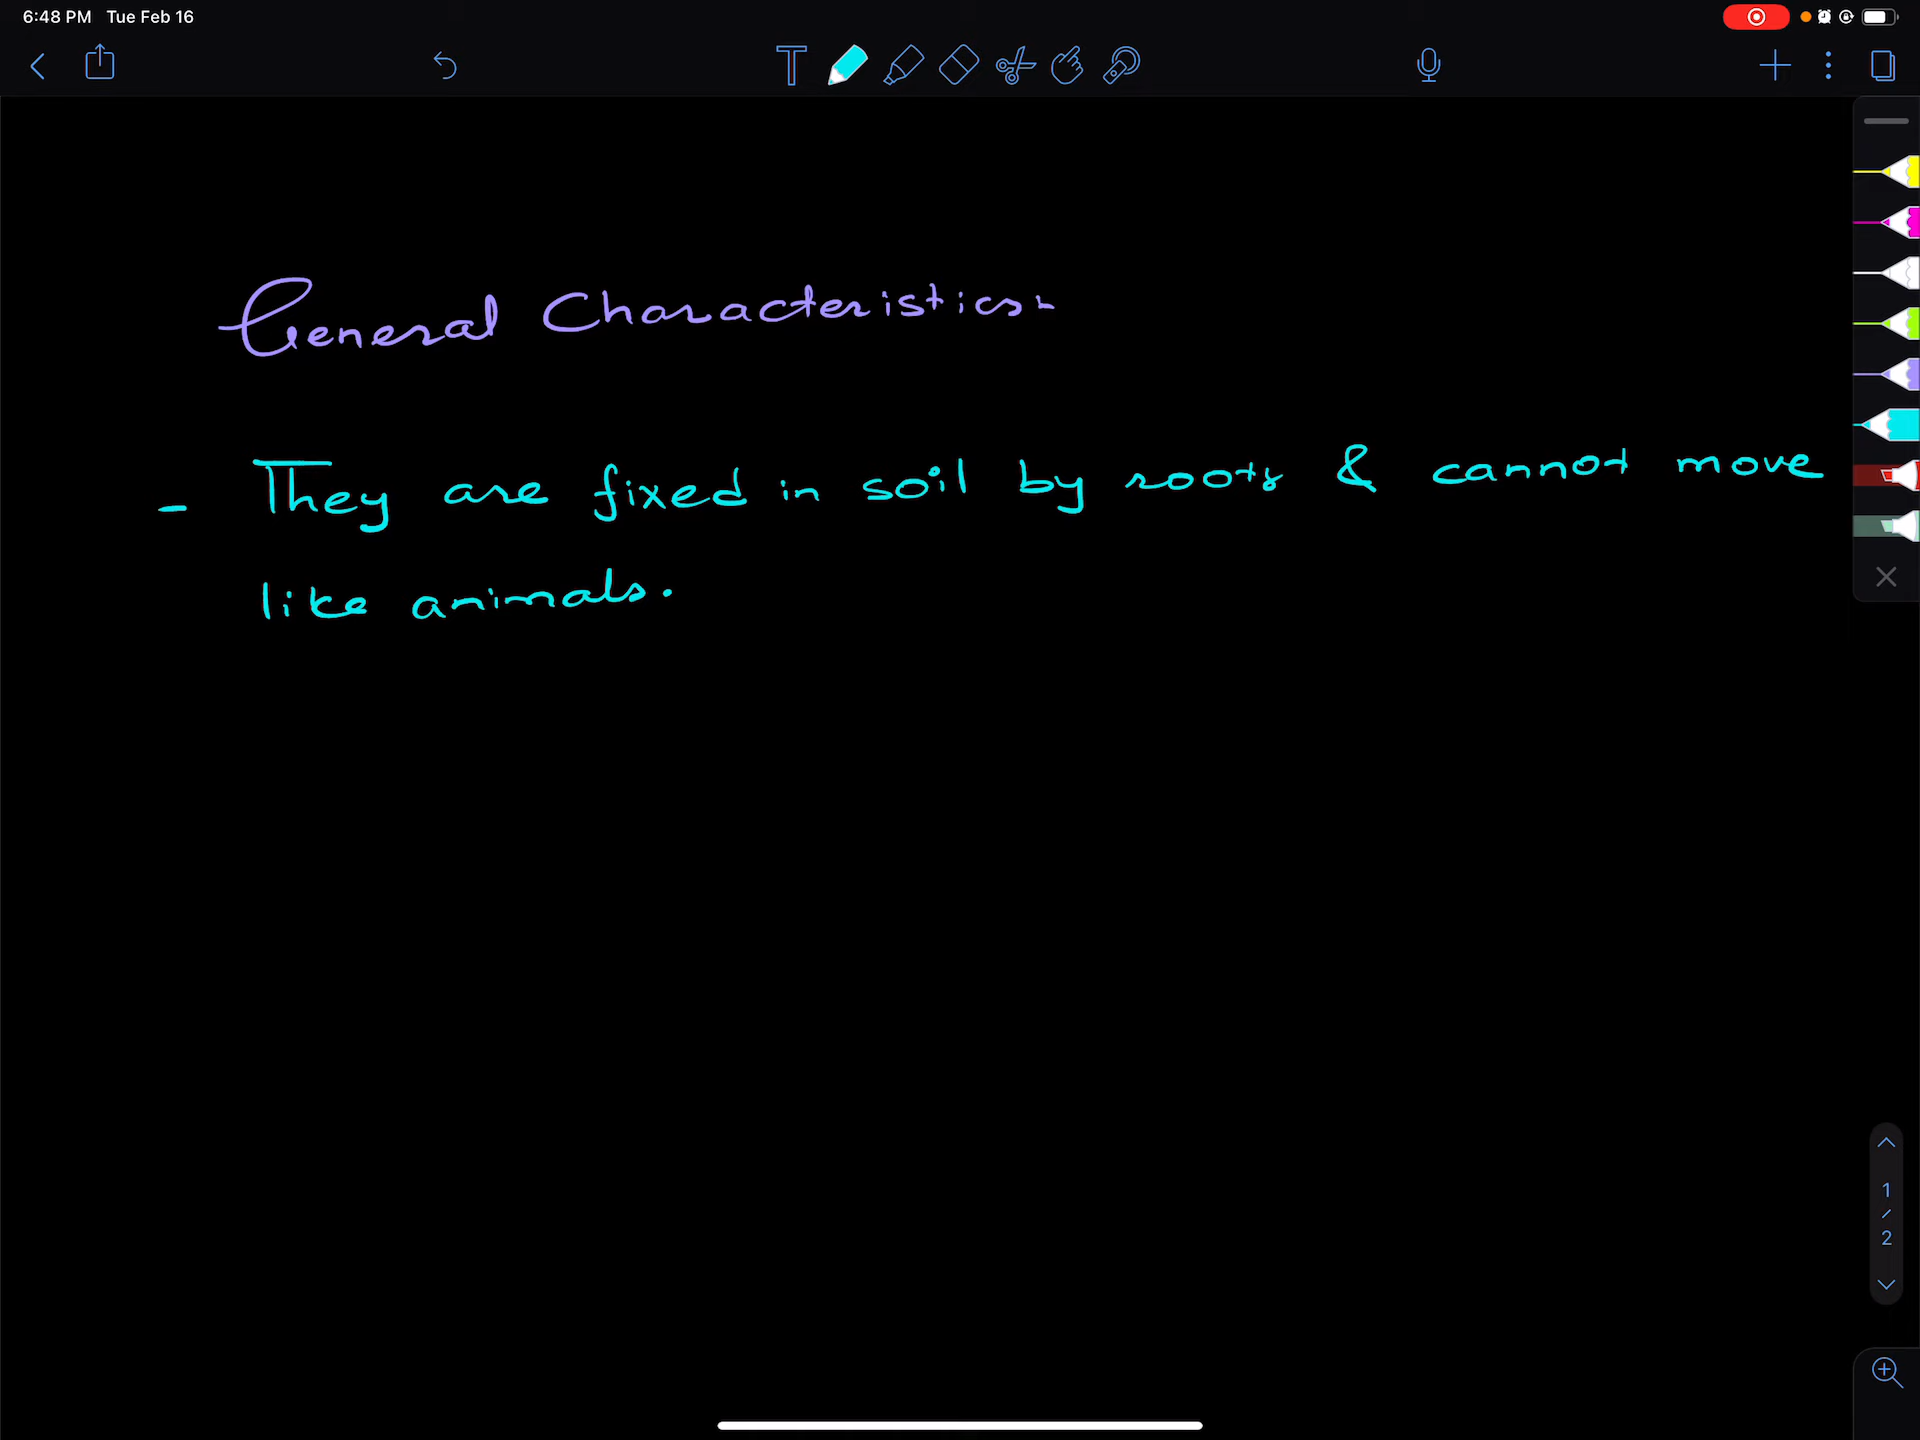 6:48 PM Tue Feb 16
General Characteristics-
- They are fixed in soil by roots & cannot move
like animals.
1
/
2